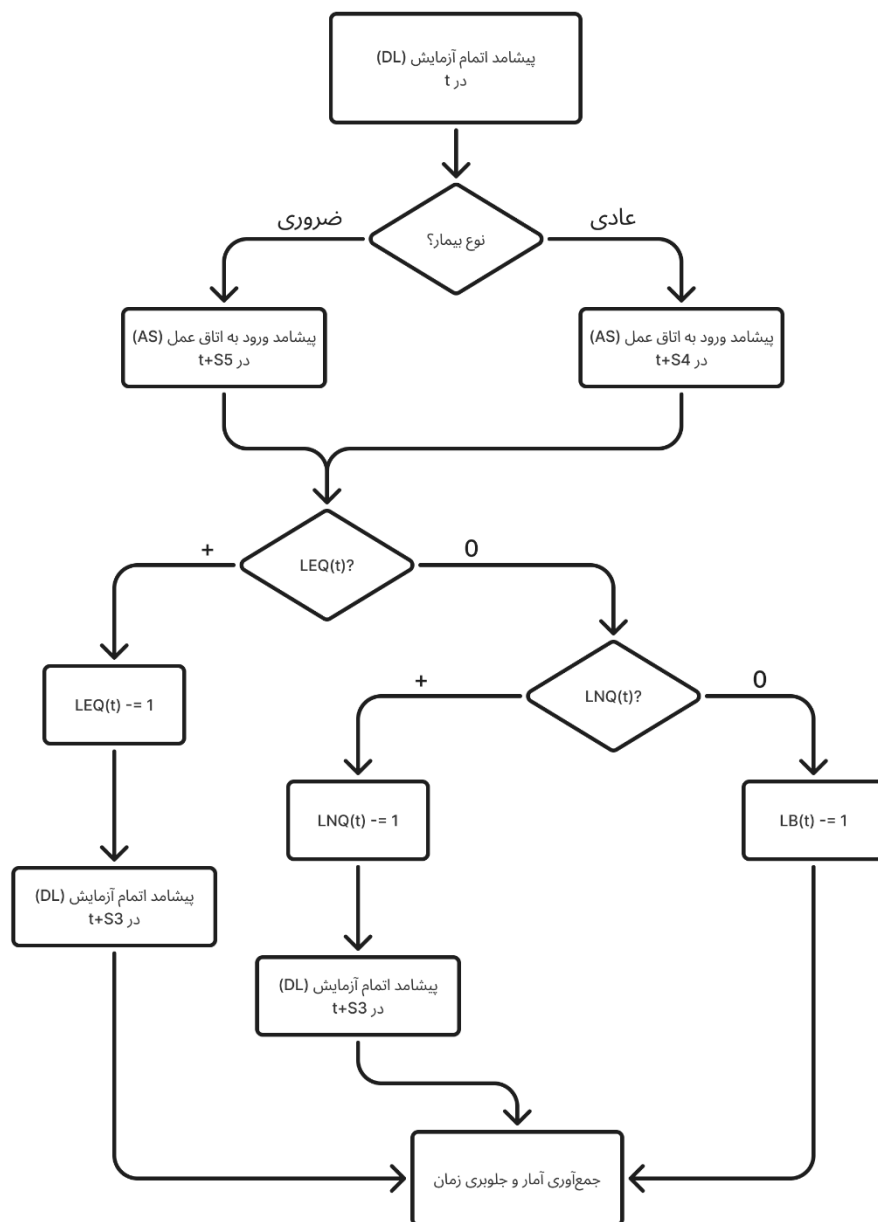 پیشامد اتمام آزمایش (DL)
در t
نوع بیمار؟
ضروری
عادی
پیشامد ورود به اتاق عمل (AS)
در t+S5
پیشامد ورود به اتاق عمل (AS)
در t+S4
LEQ(t)?
+
0
LEQ(t) -= 1
LNQ(t)?
+
0
LNQ(t) -= 1
LB(t) -= 1
پیشامد اتمام آزمایش (DL)
در t+S3
پیشامد اتمام آزمایش (DL)
در t+S3
جمع‌آوری آمار و جلوبری زمان